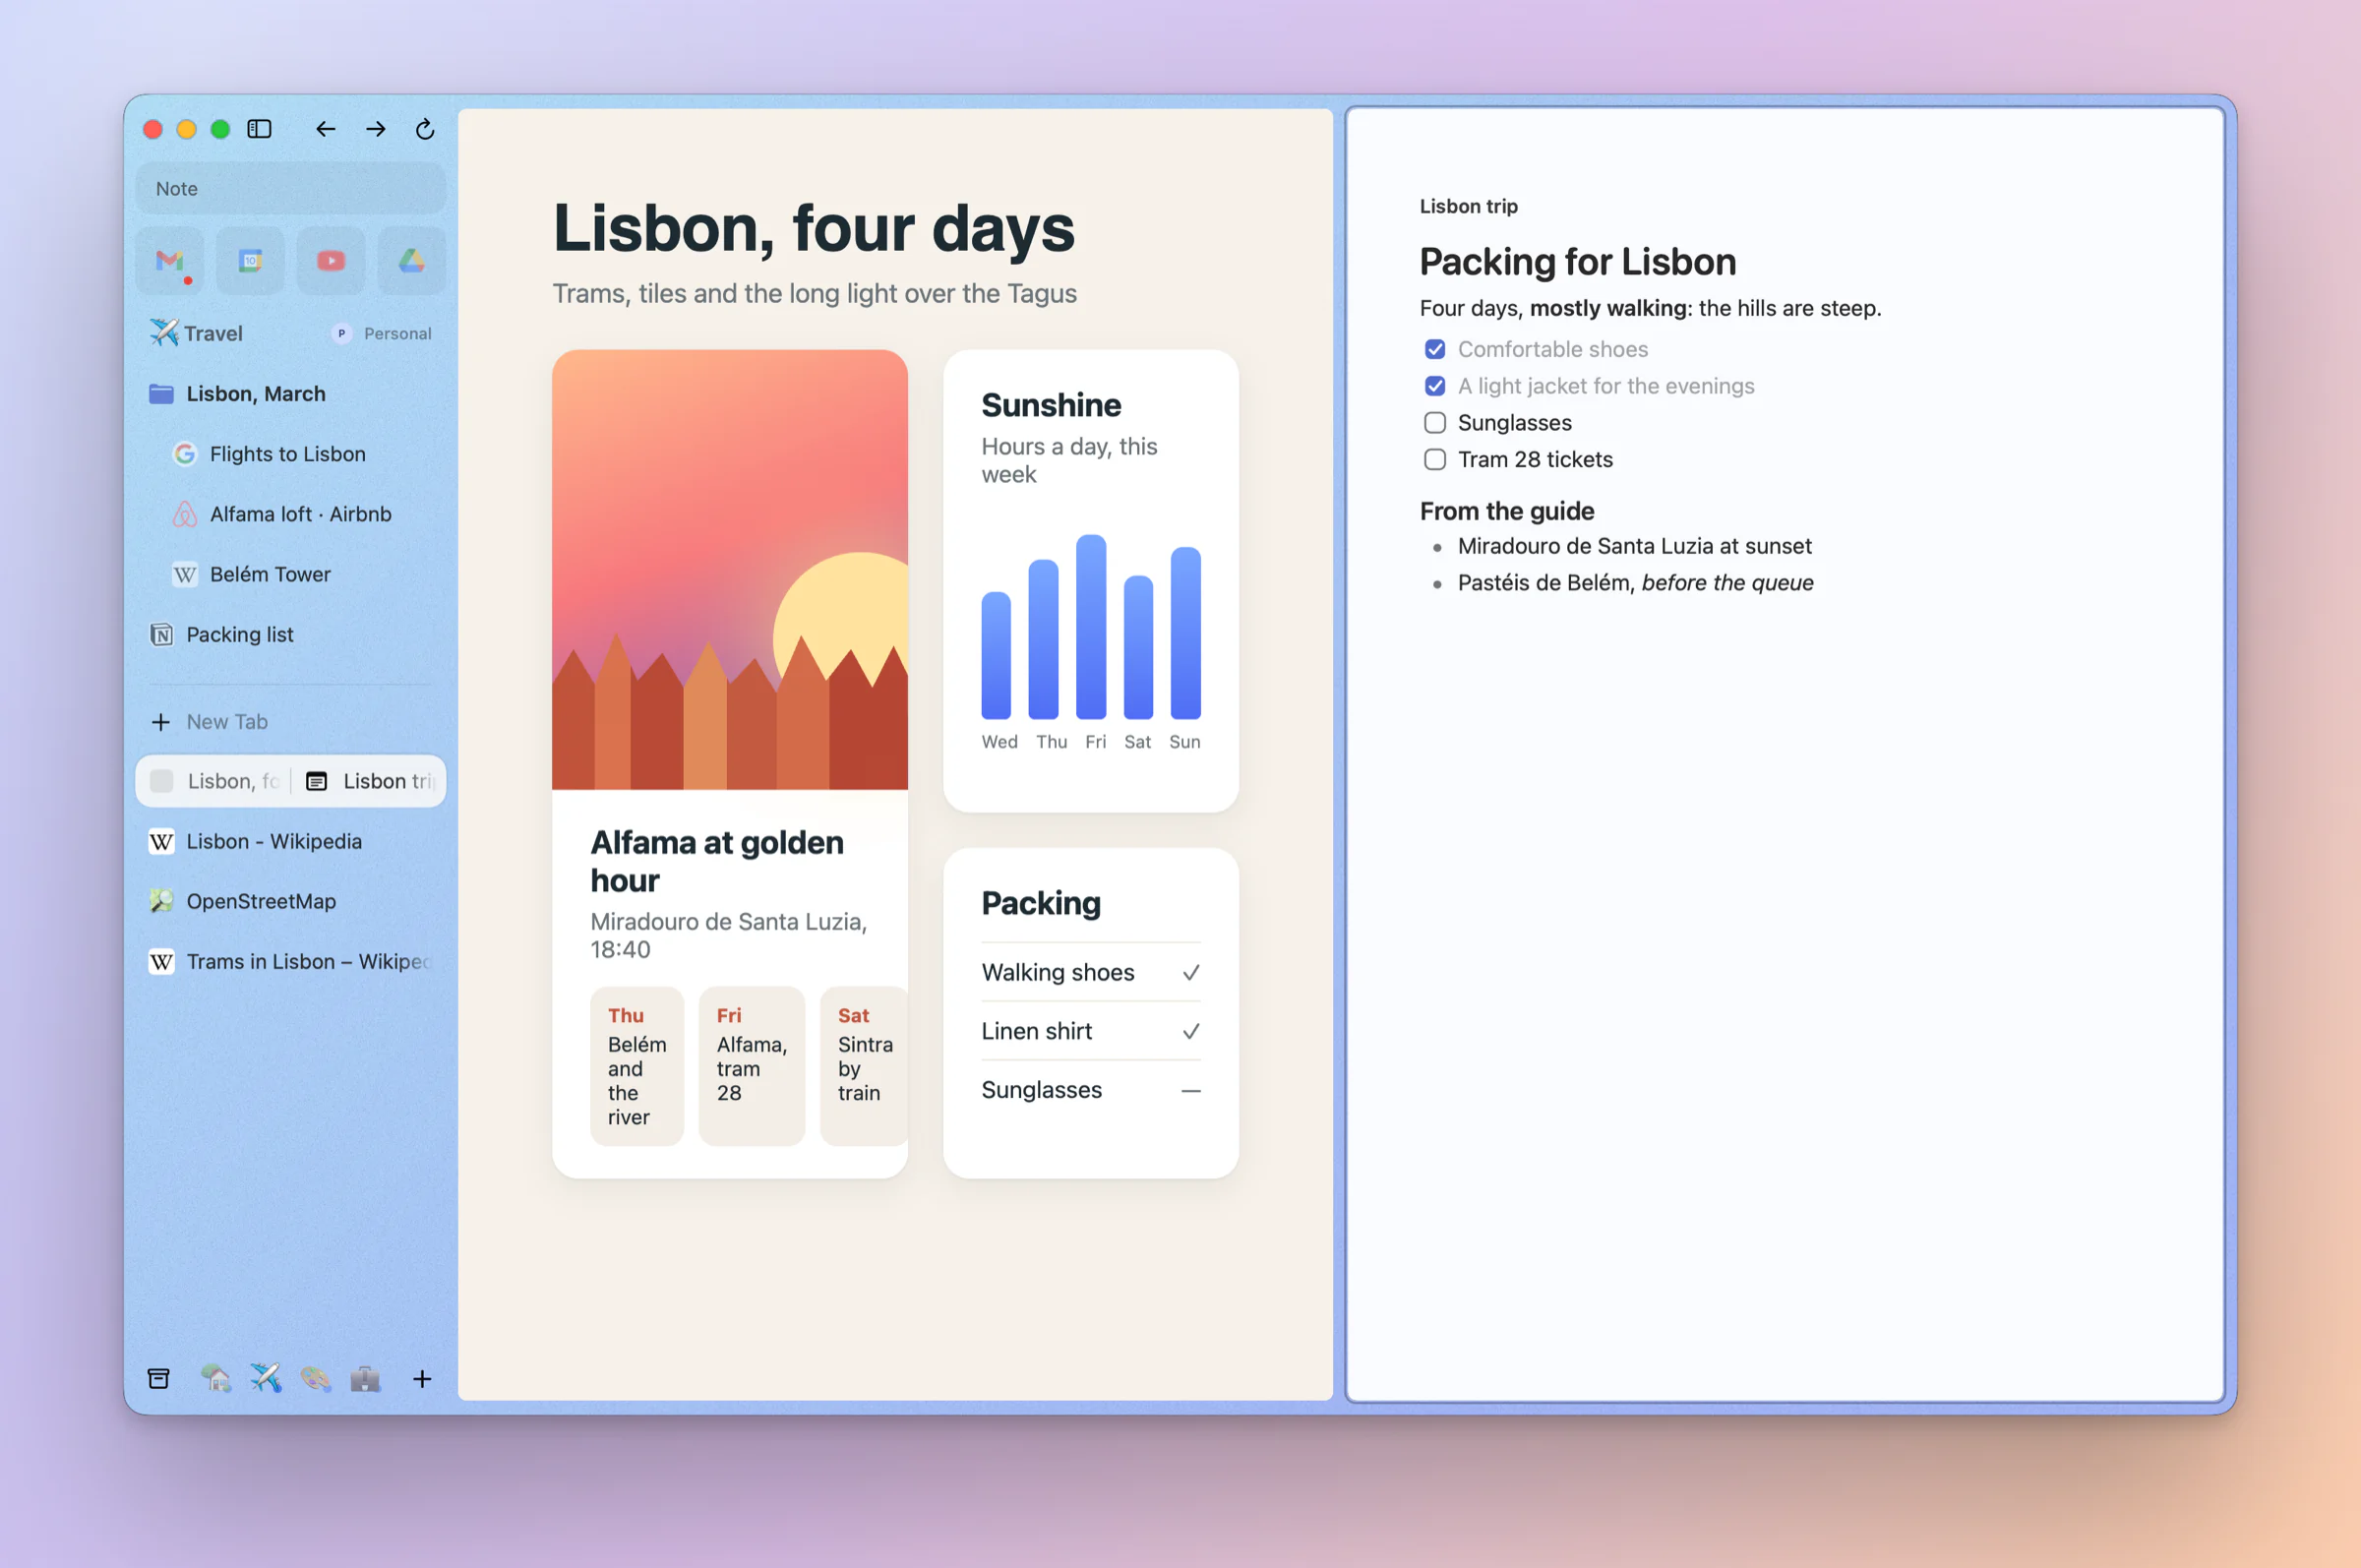 Note
10
Travel
P Personal
Lisbon, March
Flights to Lisbon
Alfama loft · Airbnb
Belém Tower
Packing list
New Tab
Lisbon, fo
Lisbon tri
Lisbon - Wikipedia
OpenStreetMap
Trams in Lisbon – Wikiped
Lisbon, four days
Trams, tiles and the long light over the Tagus
Alfama at golden
hour
Miradouro de Santa Luzia,
18:40
Thu
Belém
and
the
river
Fri
Alfama,
tram
28
Sat
Sintra
by
train
Sunshine
Hours a day, this
week
Wed Thu Fri Sat Sun
Packing
Walking shoes
Linen shirt
Sunglasses
Lisbon trip
Packing for Lisbon
Four days, mostly walking: the hills are steep.
Comfortable shoes
A light jacket for the evenings
Sunglasses
Tram 28 tickets
From the guide
Miradouro de Santa Luzia at sunset
Pastéis de Belém, before the queue